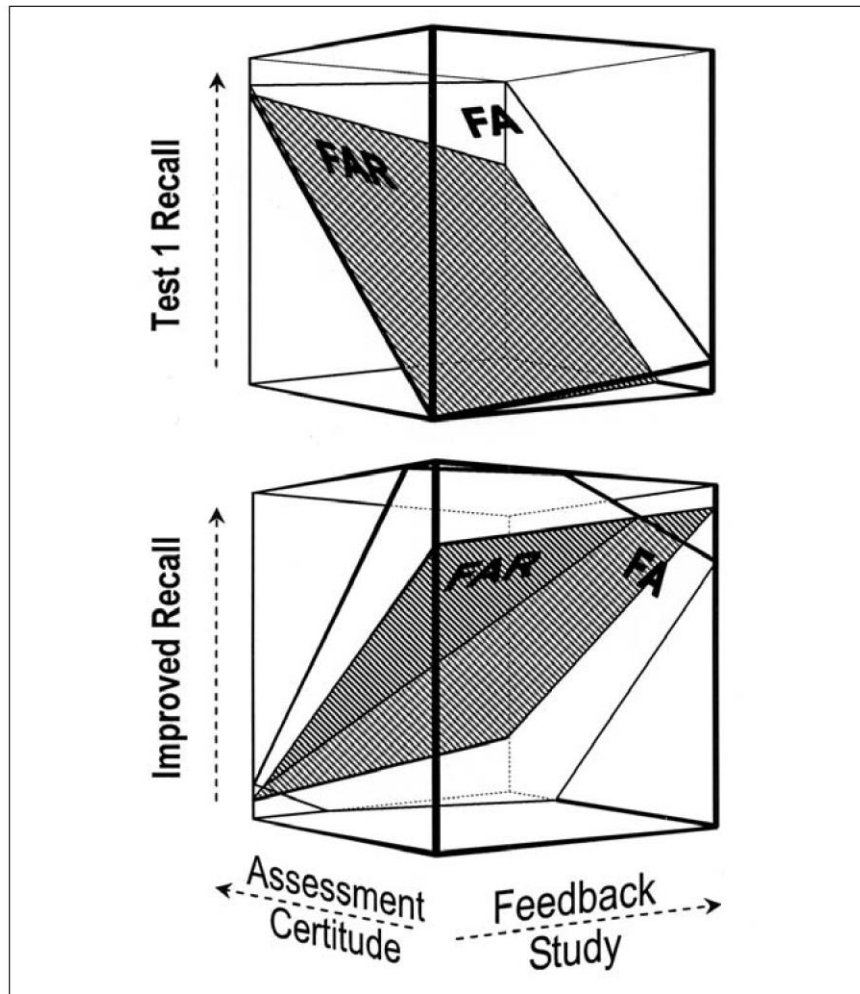 Test 1 Recall
FAR
FA
Improved Recall
FAR
FA
Assessment
Certitude
Feedback
Study